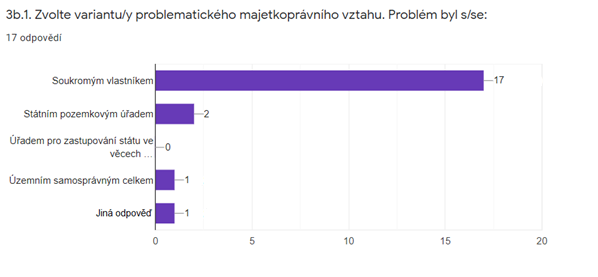 3b.1. Zvolte variantu/y problematického majetkoprávního vztahu. Problém byl s/se:
17 odpovědí
Soukromým vlastníkem
17
Státním pozemkovým úřadem
2
Úřadem pro zastupování státu ve
věcech ...
0
Územním samosprávným celkem
1
Jiná odpověď
1
0
5
10
15
20